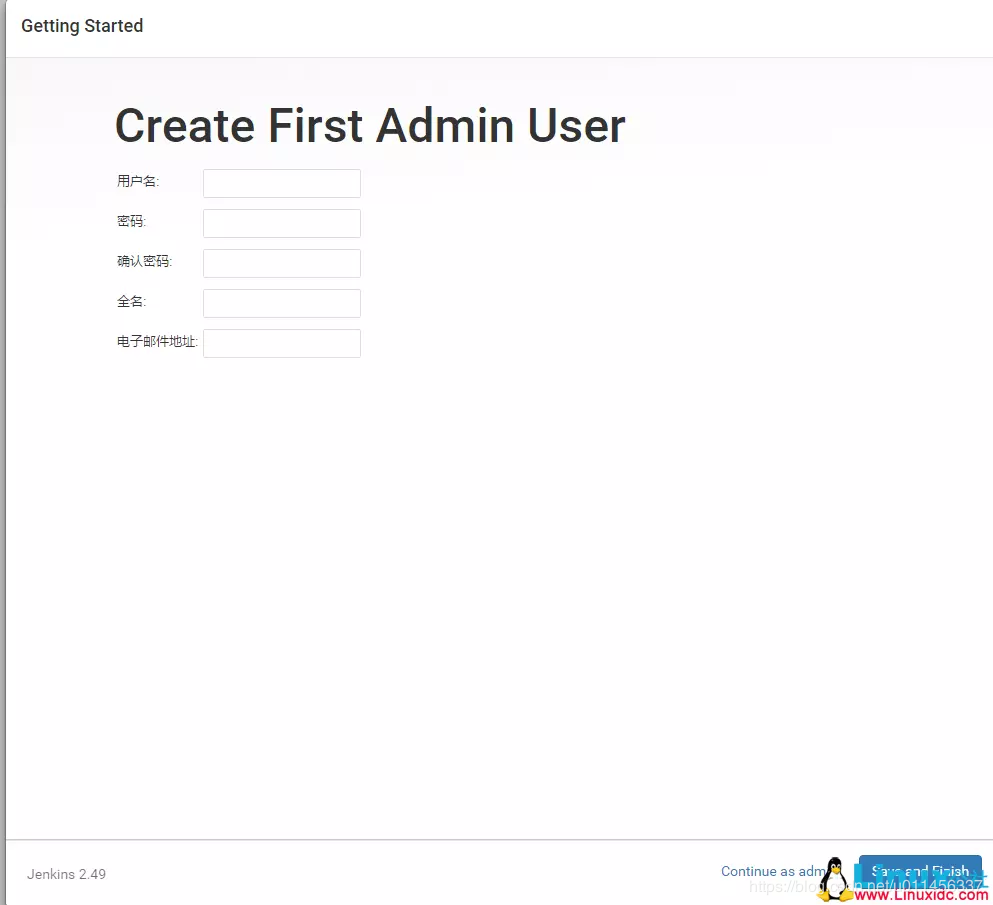 Getting Started
Create First Admin User
用户名:
密码:
确认密码:
全名:
电子邮件地址:
Jenkins 2.49
Continue as adm
Save and Finish
https://blog.csdn.net/u011456337
www.Linuxidc.com